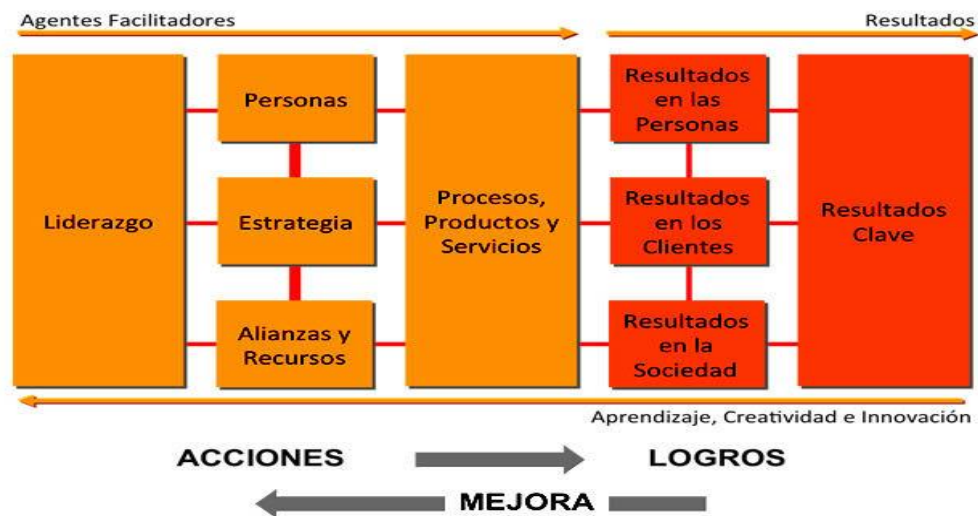 Agentes Facilitadores
Resultados
Liderazgo
Personas
Estrategia
Alianzas y
Recursos
Procesos,
Productos y
Servicios
Resultados
en las
Personas
Resultados
en los
Clientes
Resultados
en la
Sociedad
Resultados
Clave
Aprendizaje, Creatividad e Innovación
ACCIONES
LOGROS
MEJORA